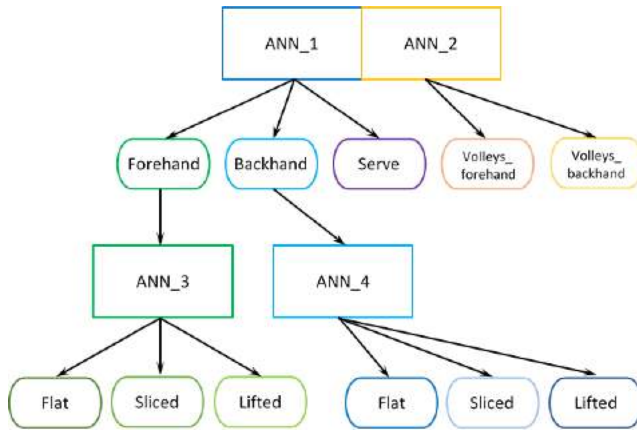 ANN_1
ANN_2
Forehand
Backhand
Serve
Volleys_
forehand
Volleys_
backhand
ANN_3
ANN_4
Flat
Sliced
Lifted
Flat
Sliced
Lifted